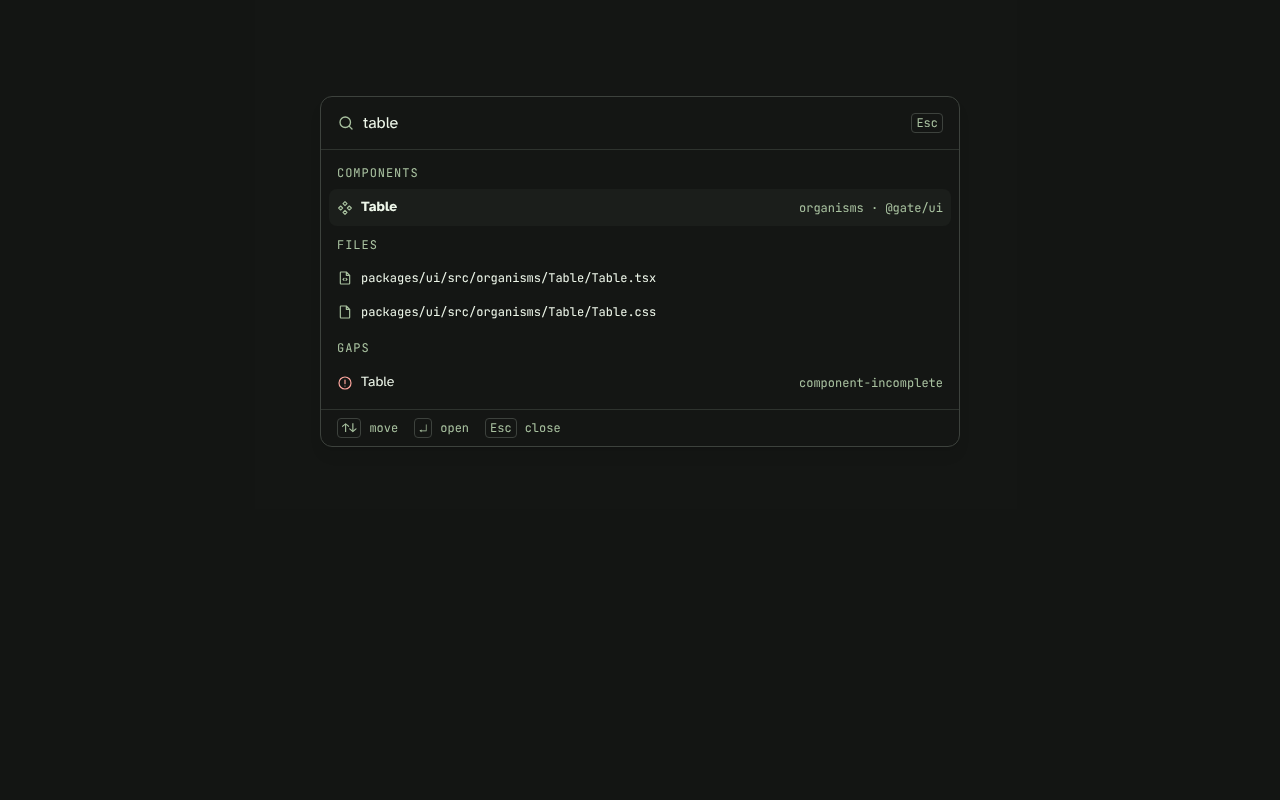 table Esc
COMPONENTS
Table organisms · @gate/ui
FILES
packages/ui/src/organisms/Table/Table.tsx
packages/ui/src/organisms/Table/Table.css
GAPS
Table component-incomplete
↑↓ move ↵ open Esc close